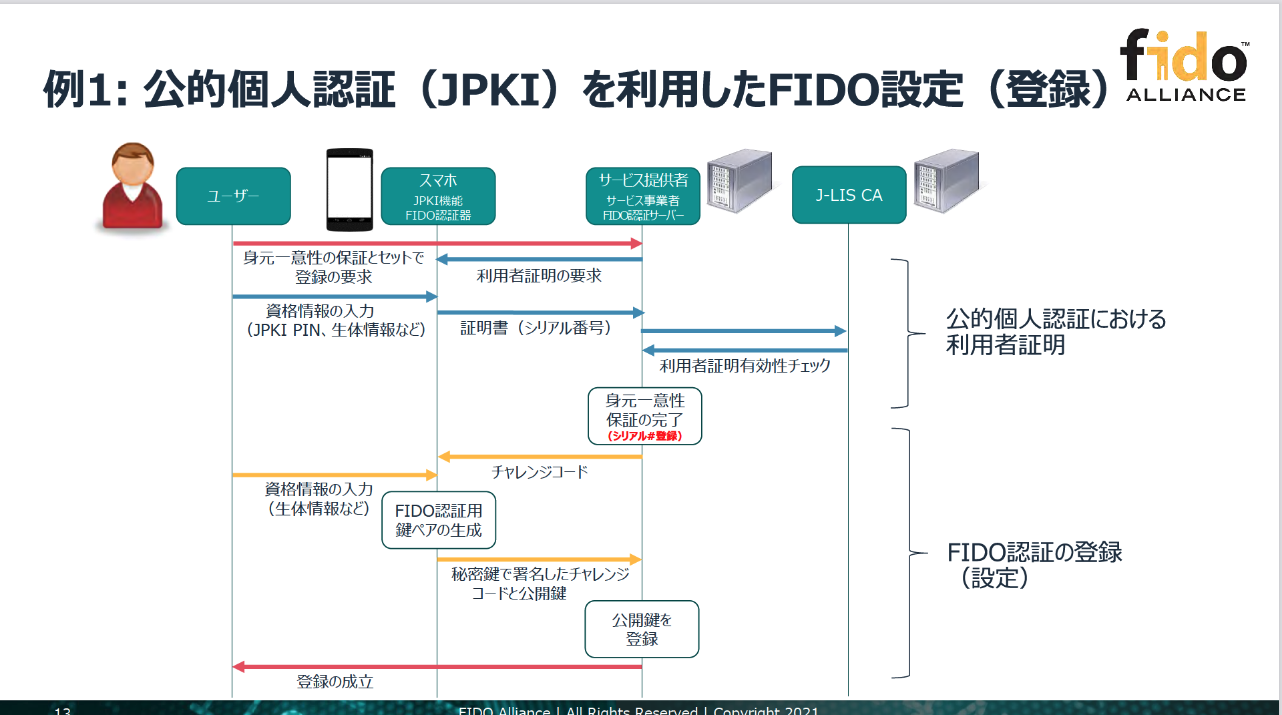 例1: 公的個人認証（JPKI）を利用したFIDO設定（登録）
fido™
ALLIANCE
ユーザー
スマホ
JPKI機能
FIDO認証器
サービス提供者
サービス事業者
FIDO認証サーバー
J-LIS CA
身元一意性の保証とセットで
登録の要求
利用者証明の要求
資格情報の入力
（JPKI PIN、生体情報など）
証明書（シリアル番号）
利用者証明有効性チェック
公的個人認証における
利用者証明
身元一意性
保証の完了
（シリアル#登録）
チャレンジコード
資格情報の入力
（生体情報など）
FIDO認証用
鍵ペアの生成
秘密鍵で署名したチャレンジ
コードと公開鍵
FIDO認証の登録
（設定）
公開鍵を
登録
登録の成立
13
FIDO Alliance | All Rights Reserved | Copyright 2021